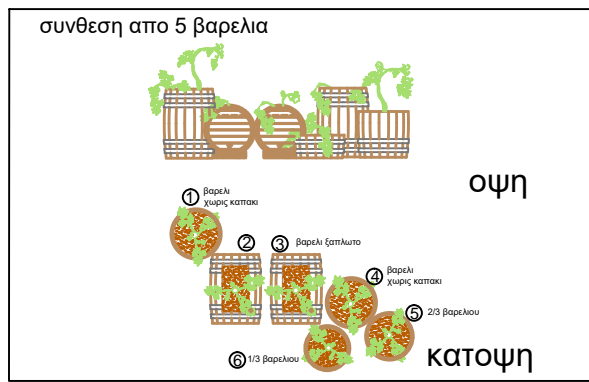 συνθεση απο 5 βαρελια
οψη
1 βαρελι
χωρις καπακι
2
3 βαρελι ξαπλωτο
4 βαρελι
χωρις καπακι
5 2/3 βαρελιου
6 1/3 βαρελιου
κατοψη